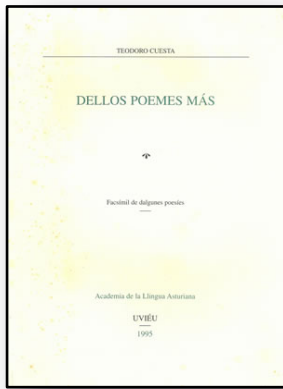 TEODORO CUESTA
DELLOS POEMES MÁS
Facsímil de dalgunes poesíes
Academia de la Llingua Asturiana
UVIÉU
1995